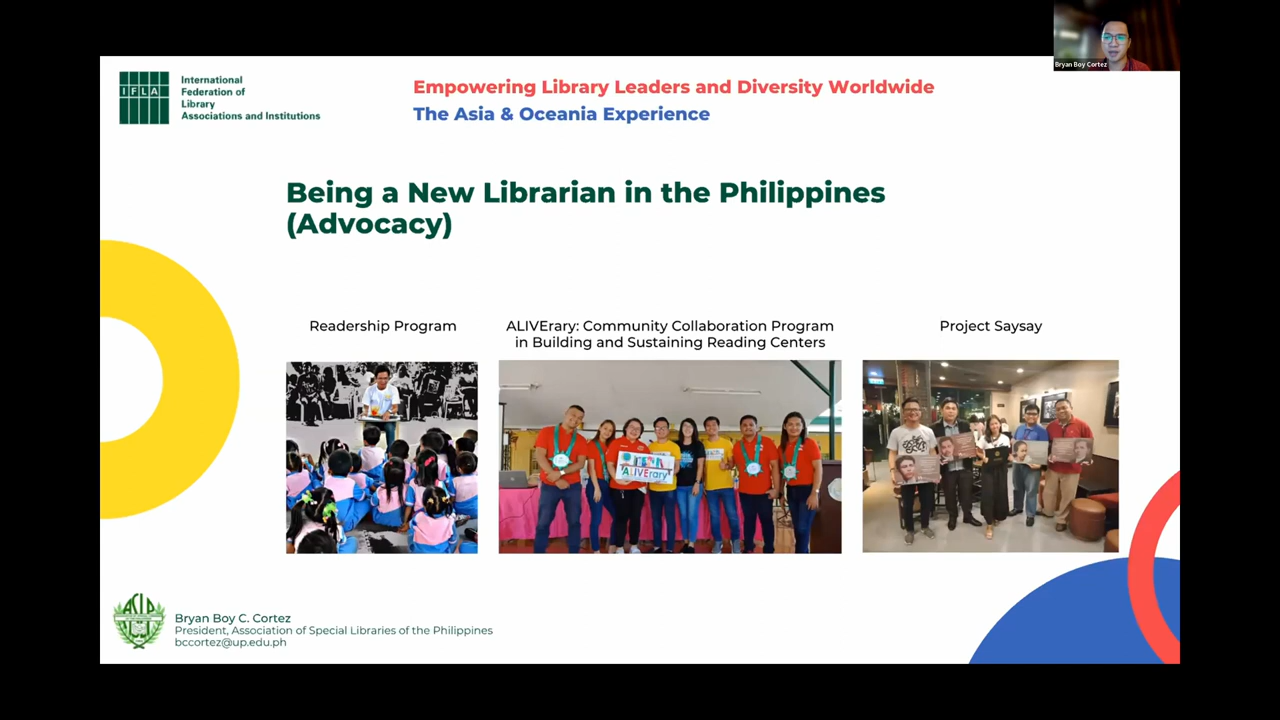 Bryan Boy Cortez
IFLA
International
Federation of
Library
Associations and Institutions
Empowering Library Leaders and Diversity Worldwide
The Asia & Oceania Experience
Being a New Librarian in the Philippines
(Advocacy)
Readership Program
ALIVErary: Community Collaboration Program
in Building and Sustaining Reading Centers
Project Saysay
ALIVErary
ASLP
Bryan Boy C. Cortez
President, Association of Special Libraries of the Philippines
bccortez@up.edu.ph